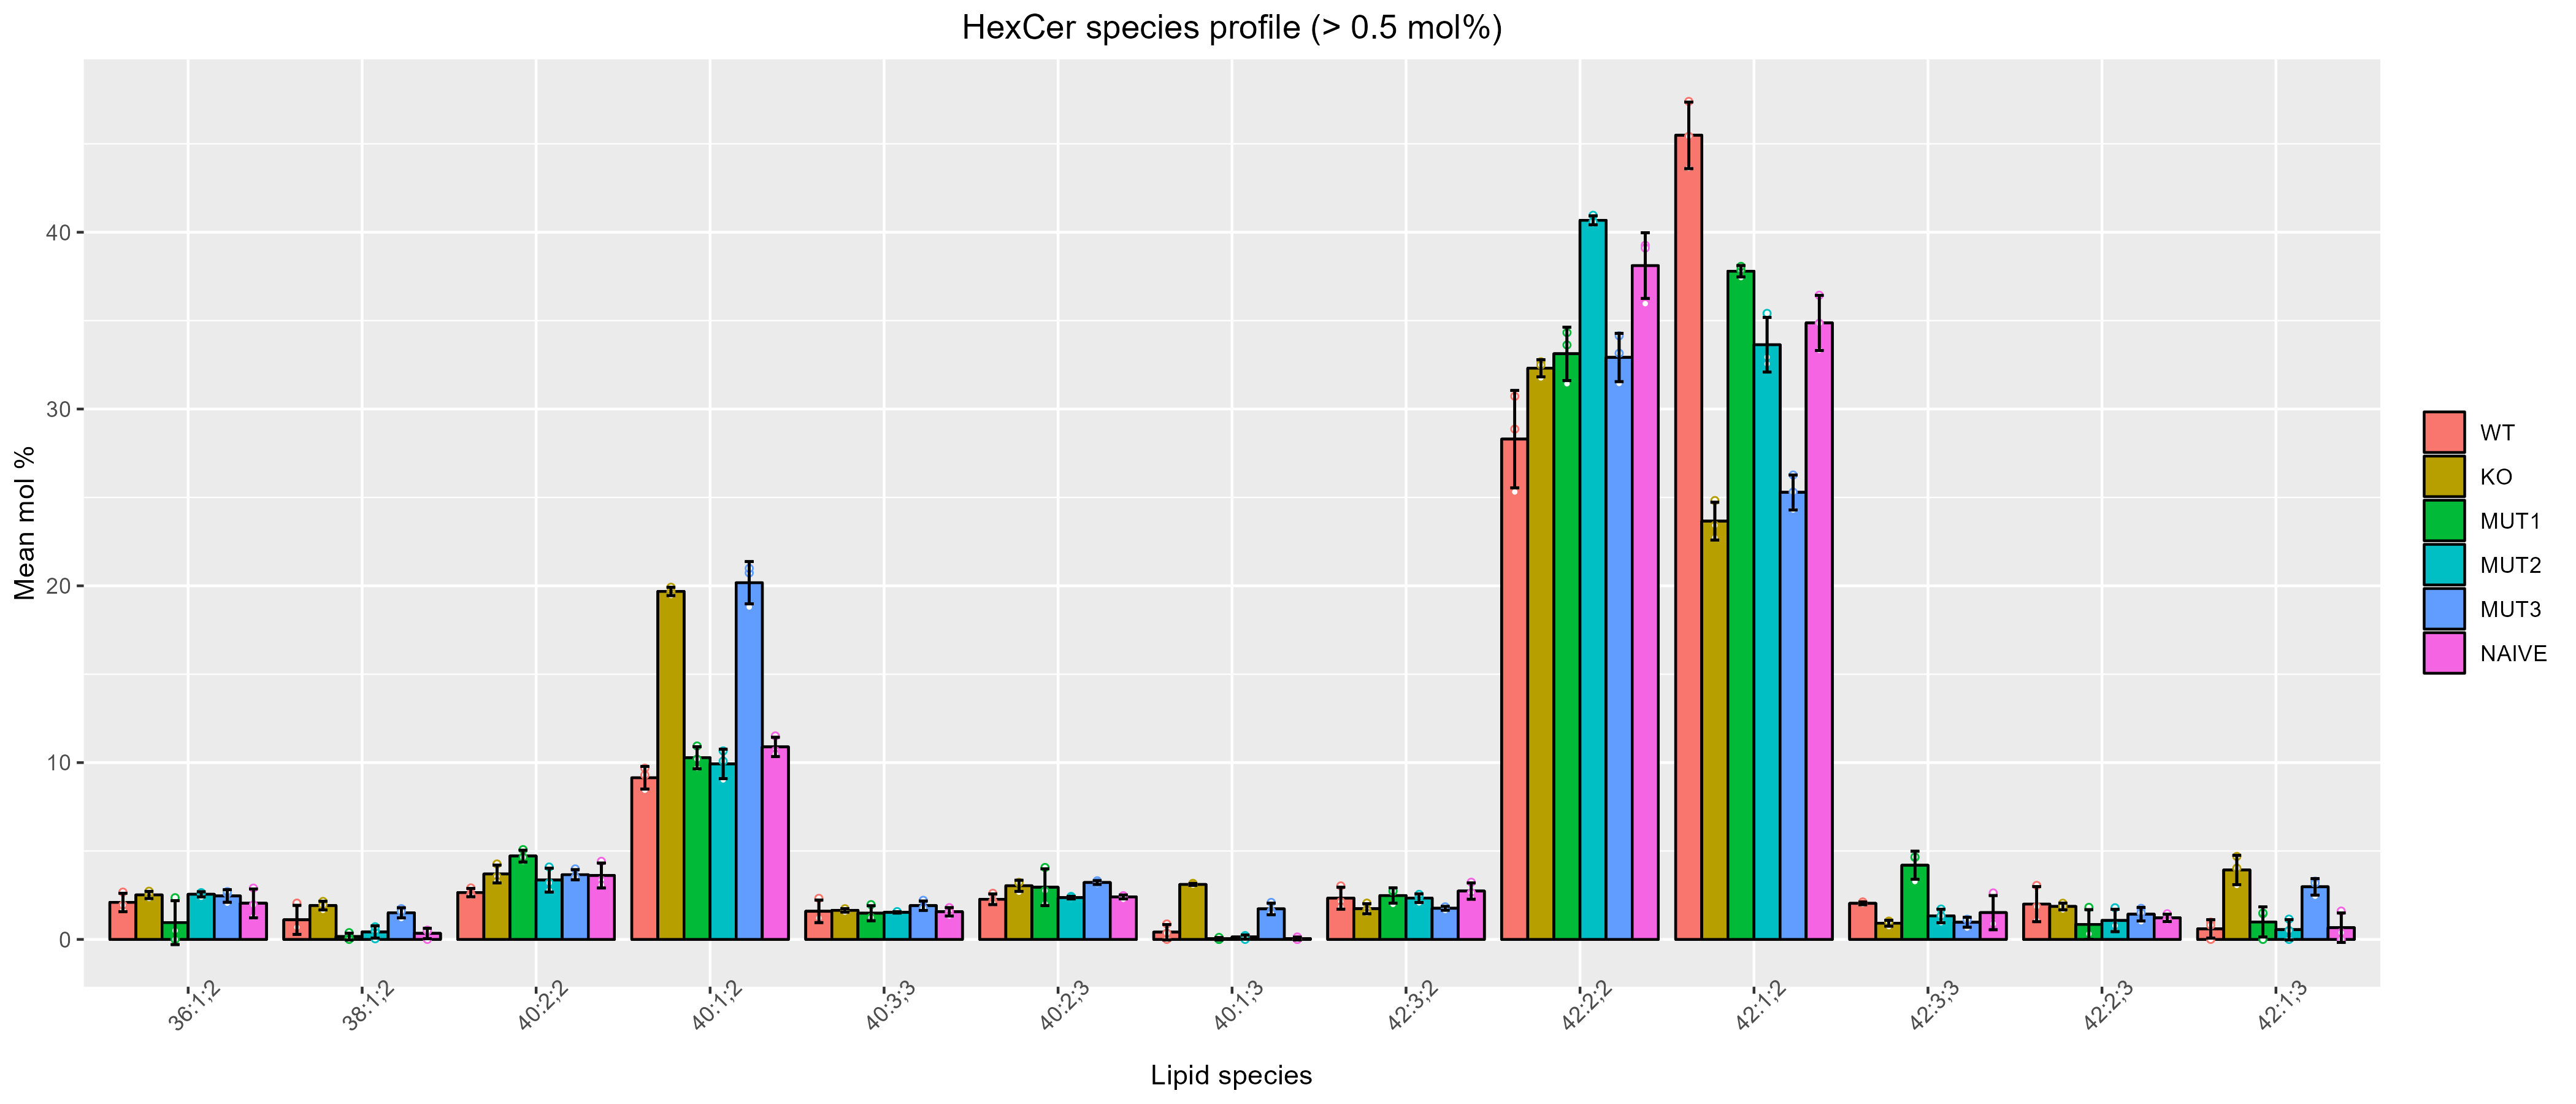 HexCer species profile (> 0.5 mol%)
Mean mol %
40
30
20
10
0
36:1;2
38:1;2
40:2;2
40:1;2
40:3;3
40:2;3
40:1;3
42:3;2
42:2;2
42:1;2
42:3;3
42:2;3
42:1;3
Lipid species
WT
KO
MUT1
MUT2
MUT3
NAIVE